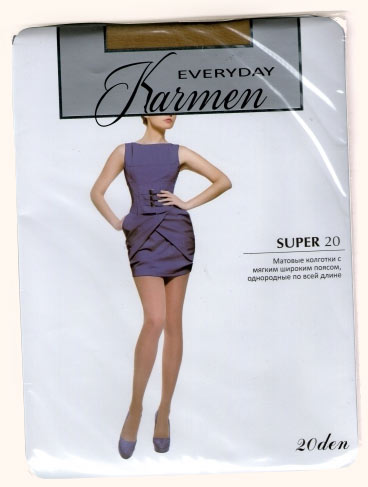 EVERYDAY
Karmen
SUPER 20
Матовые колготки с
мягким широким поясом,
однородные по всей длине
20den